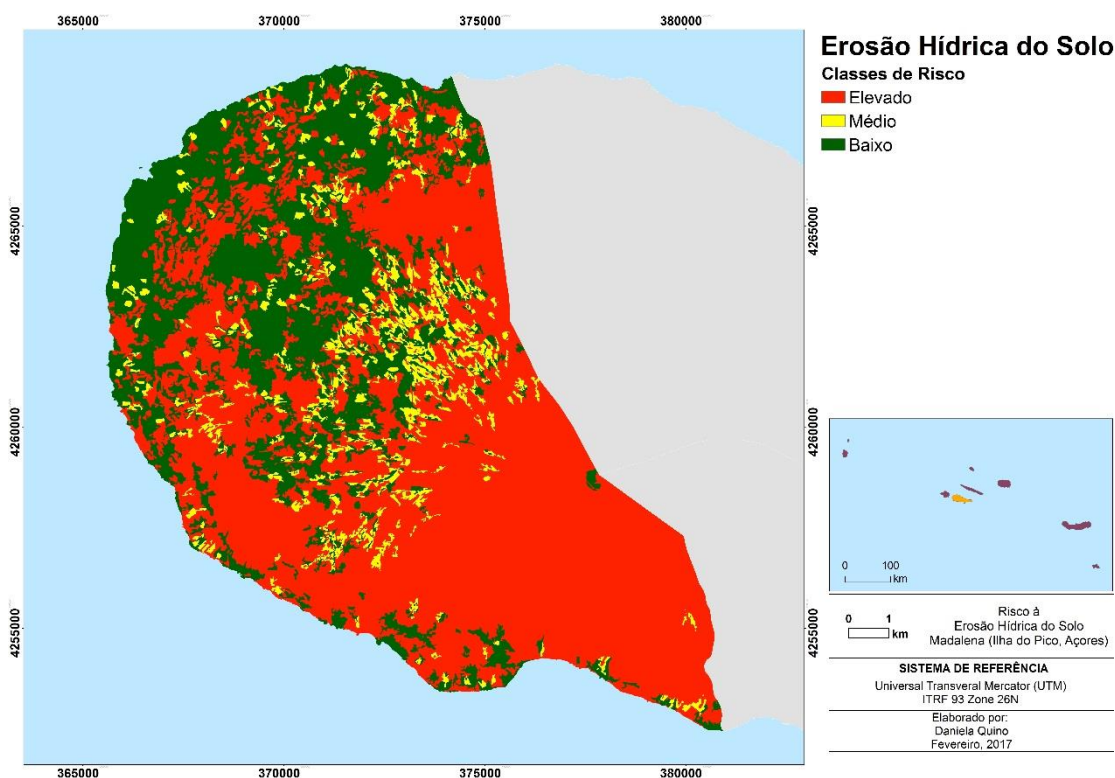 365000 370000 375000 380000
Erosão Hídrica do Solo
Classes de Risco
Elevado
Médio
Baixo
4265000
4265000
4260000
4260000
4255000
4255000
0 100
km
0 1
km
Risco à
Erosão Hídrica do Solo
Madalena (Ilha do Pico, Açores)
SISTEMA DE REFERÊNCIA
Universal Transveral Mercator (UTM)
ITRF 93 Zone 26N
Elaborado por:
Daniela Quino
Fevereiro, 2017
365000 370000 375000 380000